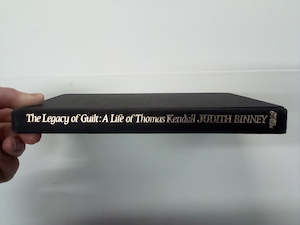 The Legacy of Guilt: A Life of Thomas Kendall JUDITH BINNEY